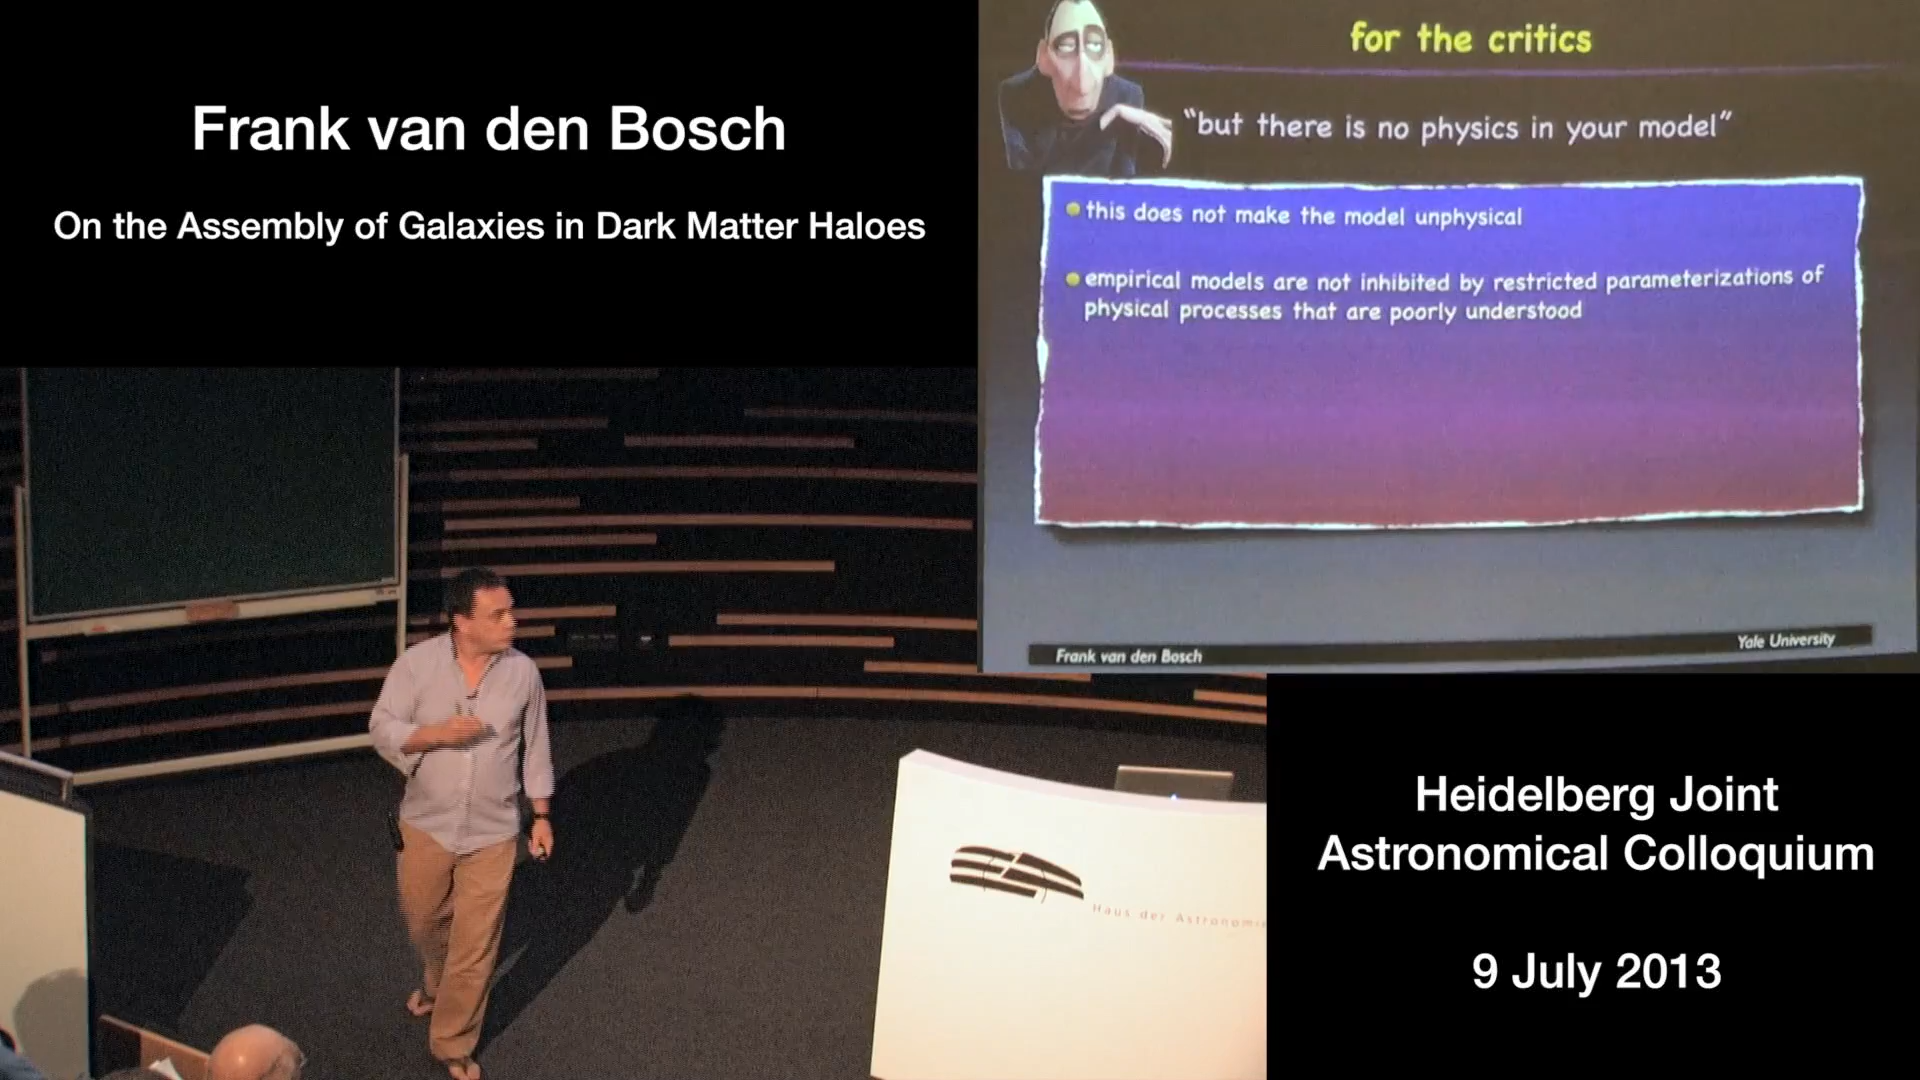 Frank van den Bosch
On the Assembly of Galaxies in Dark Matter Haloes
for the critics
“but there is no physics in your model”
this does not make the model unphysical
empirical models are not inhibited by restricted parameterizations of
physical processes that are poorly understood
Frank van den Bosch
Yale University
Haus der Astronomie
Heidelberg Joint
Astronomical Colloquium
9 July 2013